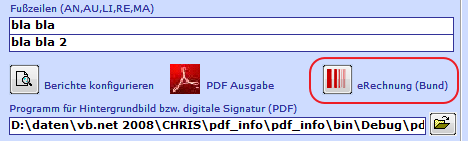 Fußzeilen (AN,AU,LI,RE,MA)
bla bla
bla bla 2
Berichte konfigurieren PDF Ausgabe eRechnung (Bund)
Programm für Hintergrundbild bzw. digitale Signatur (PDF)
D:\daten\vb.net 2008\CHRIS\pdf_info\pdf_info\bin\Debug\pd